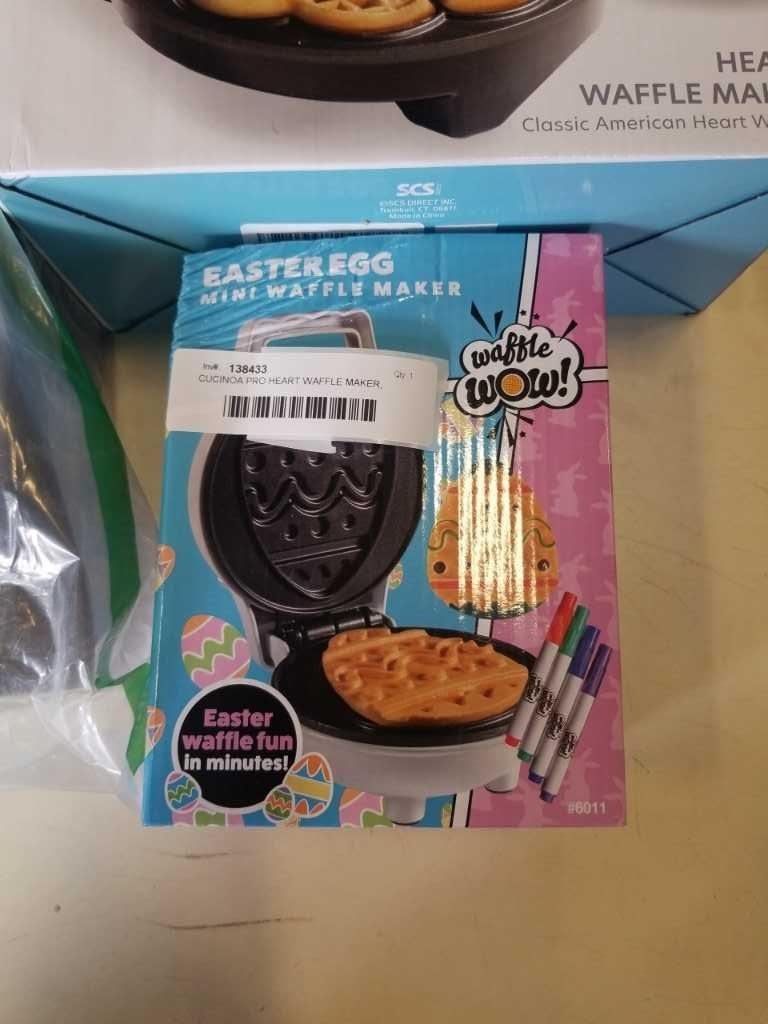 HEA
WAFFLE MAK
Classic American Heart W
SCS
©SCS DIRECT INC.
Trumbull, CT. 06611
Made in China
EASTER EGG
MINI WAFFLE MAKER
waffle
WOW!
Inv#: 138433
Qty: 1
CUCINOA PRO HEART WAFFLE MAKER,
Easter
waffle fun
in minutes!
#6011